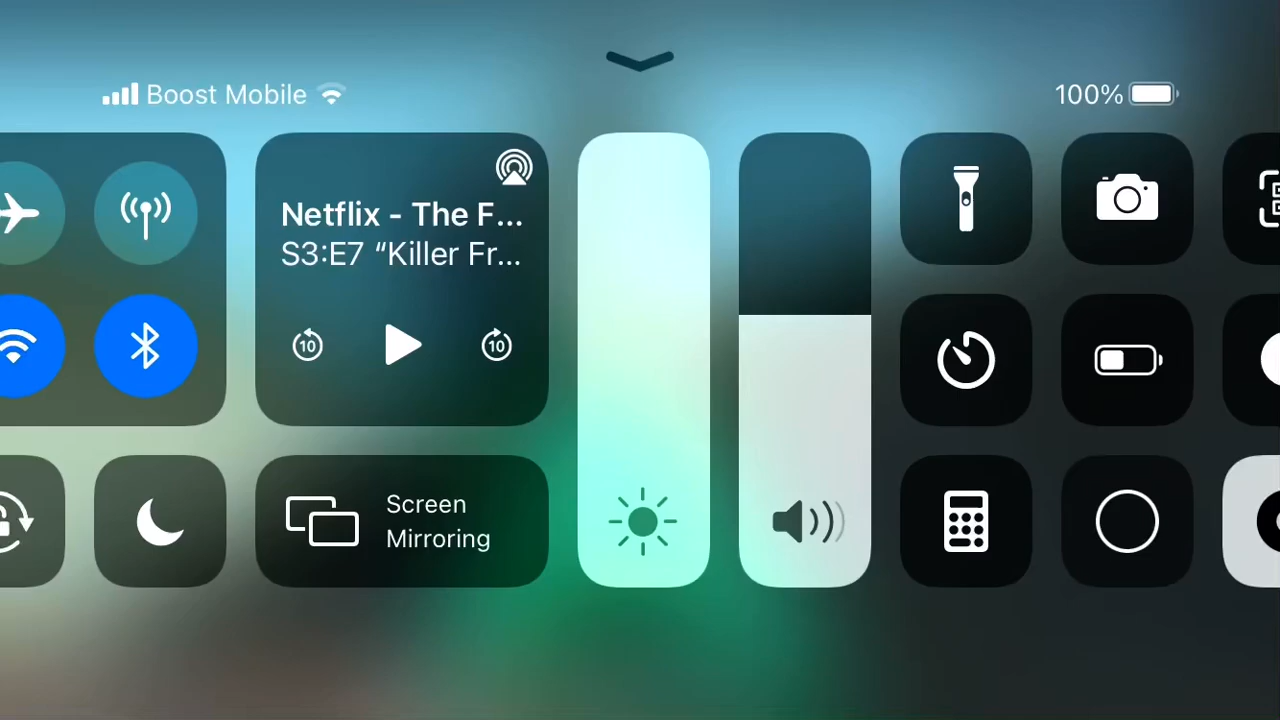 Boost Mobile
100%
Netflix - The F...
S3:E7 “Killer Fr...
10
10
Screen
Mirroring